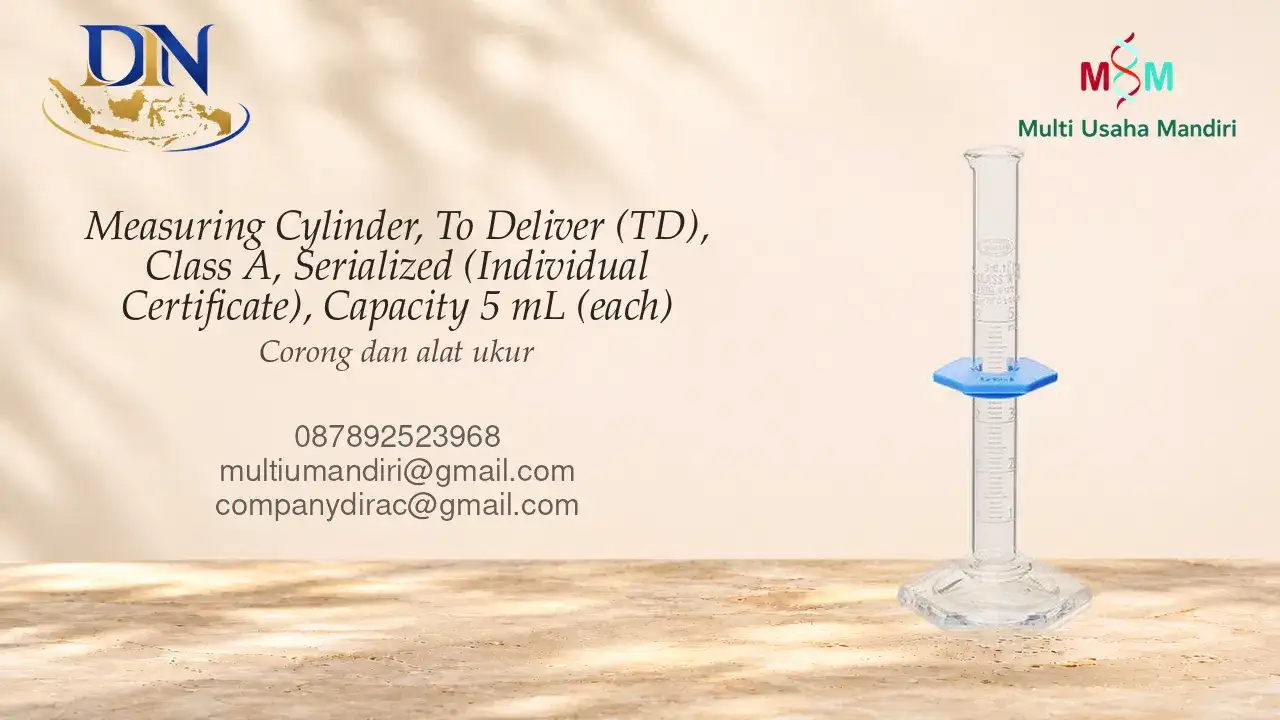 DIN
MSM
Multi Usaha Mandiri
Measuring Cylinder, To Deliver (TD),
Class A, Serialized (Individual
Certificate), Capacity 5 mL (each)
Corong dan alat ukur
087892523968
multiumandiri@gmail.com
companydirac@gmail.com